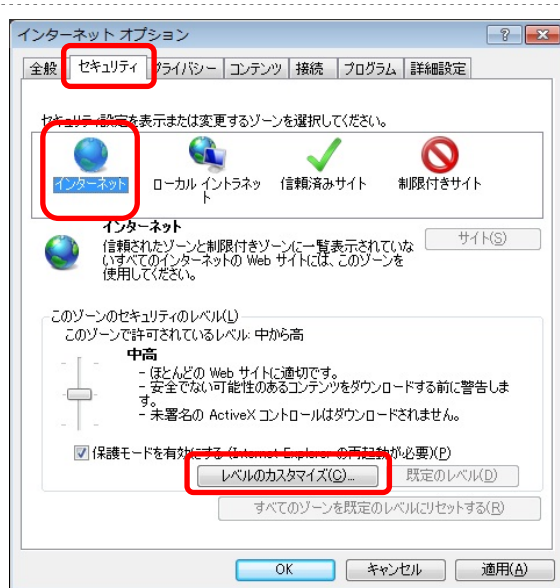 インターネット オプション
全般 セキュリティ プライバシー コンテンツ 接続 プログラム 詳細設定
セキュリティ設定を表示または変更するゾーンを選択してください。
インターネット ローカル イントラネッ 信頼済みサイト 制限付きサイト
ト
インターネット
サイト(S)
信頼されたゾーンと制限付きゾーンに一覧表示されていな
いすべてのインターネットの Web サイトには、このゾーンを
使用してください。
このゾーンのセキュリティのレベル(L)
このゾーンで許可されているレベル: 中から高
中高
- ほとんどの Web サイトに適切です。
- 安全でない可能性のあるコンテンツをダウンロードする前に警告しま
す。
- 未署名の ActiveX コントロールはダウンロードされません。
保護モードを有効にする (Internet Explorer の再起動が必要)(P)
レベルのカスタマイズ(C)... 既定のレベル(D)
すべてのゾーンを既定のレベルにリセットする(R)
OK キャンセル 適用(A)